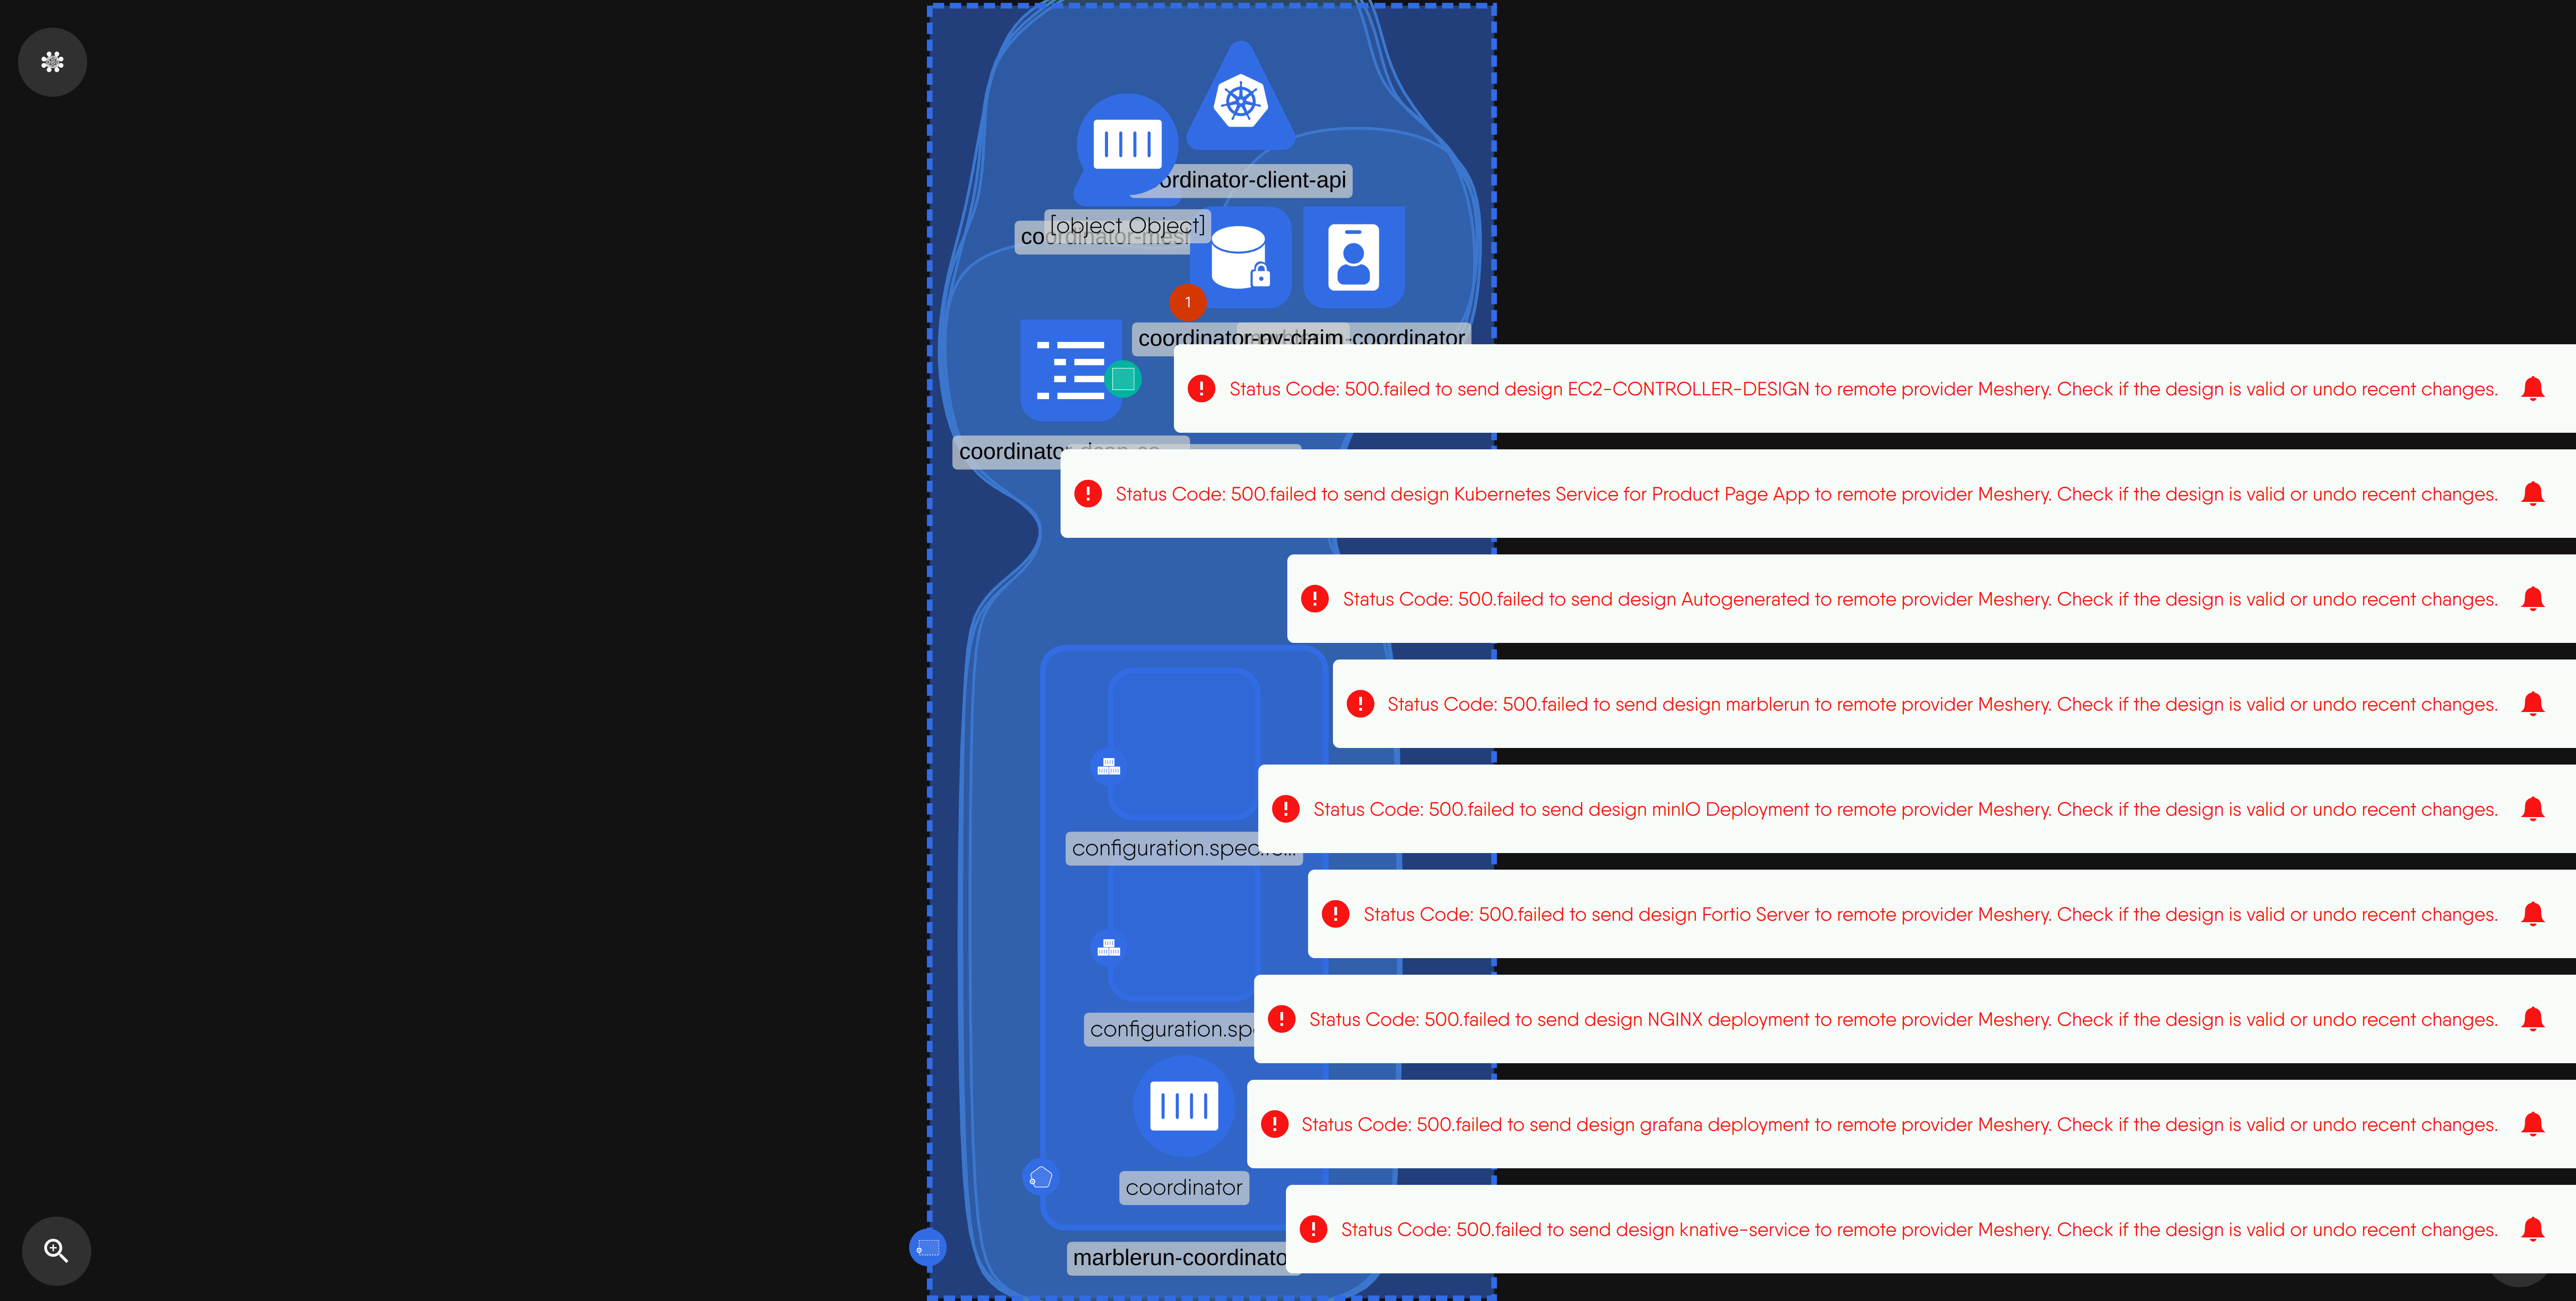 ordinator-client-api
[object Object]
coordinator-mesh
1
coordinator-pv-claim
-coordinator
Status Code: 500.failed to send design EC2-CONTROLLER-DESIGN to remote provider Meshery. Check if the design is valid or undo recent changes.
coordinator
Status Code: 500.failed to send design Kubernetes Service for Product Page App to remote provider Meshery. Check if the design is valid or undo recent changes.
Status Code: 500.failed to send design Autogenerated to remote provider Meshery. Check if the design is valid or undo recent changes.
Status Code: 500.failed to send design marblerun to remote provider Meshery. Check if the design is valid or undo recent changes.
Status Code: 500.failed to send design minIO Deployment to remote provider Meshery. Check if the design is valid or undo recent changes.
configuration.spec
Status Code: 500.failed to send design Fortio Server to remote provider Meshery. Check if the design is valid or undo recent changes.
Status Code: 500.failed to send design NGINX deployment to remote provider Meshery. Check if the design is valid or undo recent changes.
configuration.spe
Status Code: 500.failed to send design grafana deployment to remote provider Meshery. Check if the design is valid or undo recent changes.
coordinator
Status Code: 500.failed to send design knative-service to remote provider Meshery. Check if the design is valid or undo recent changes.
marblerun-coordinato